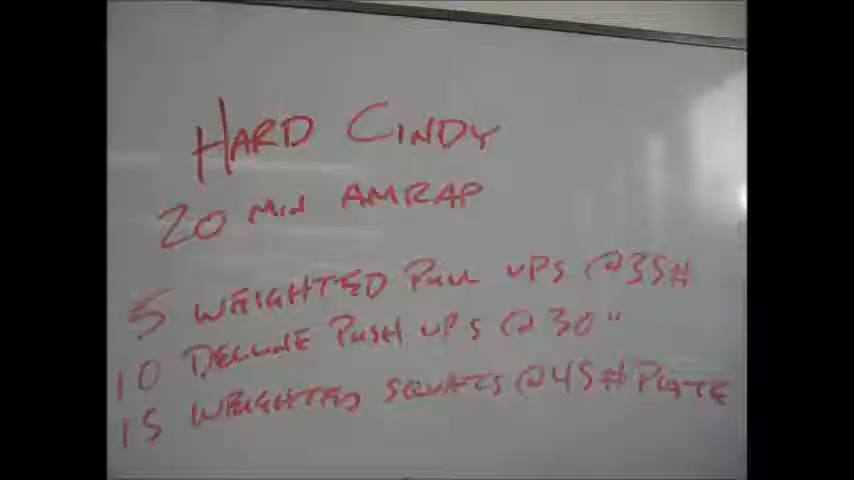 HARD CINDY
20 MIN AMRAP
5 WEIGHTED PULL UPS @35#
10 DECLINE PUSH UPS @30"
15 WEIGHTED SQUATS @45# PLATE